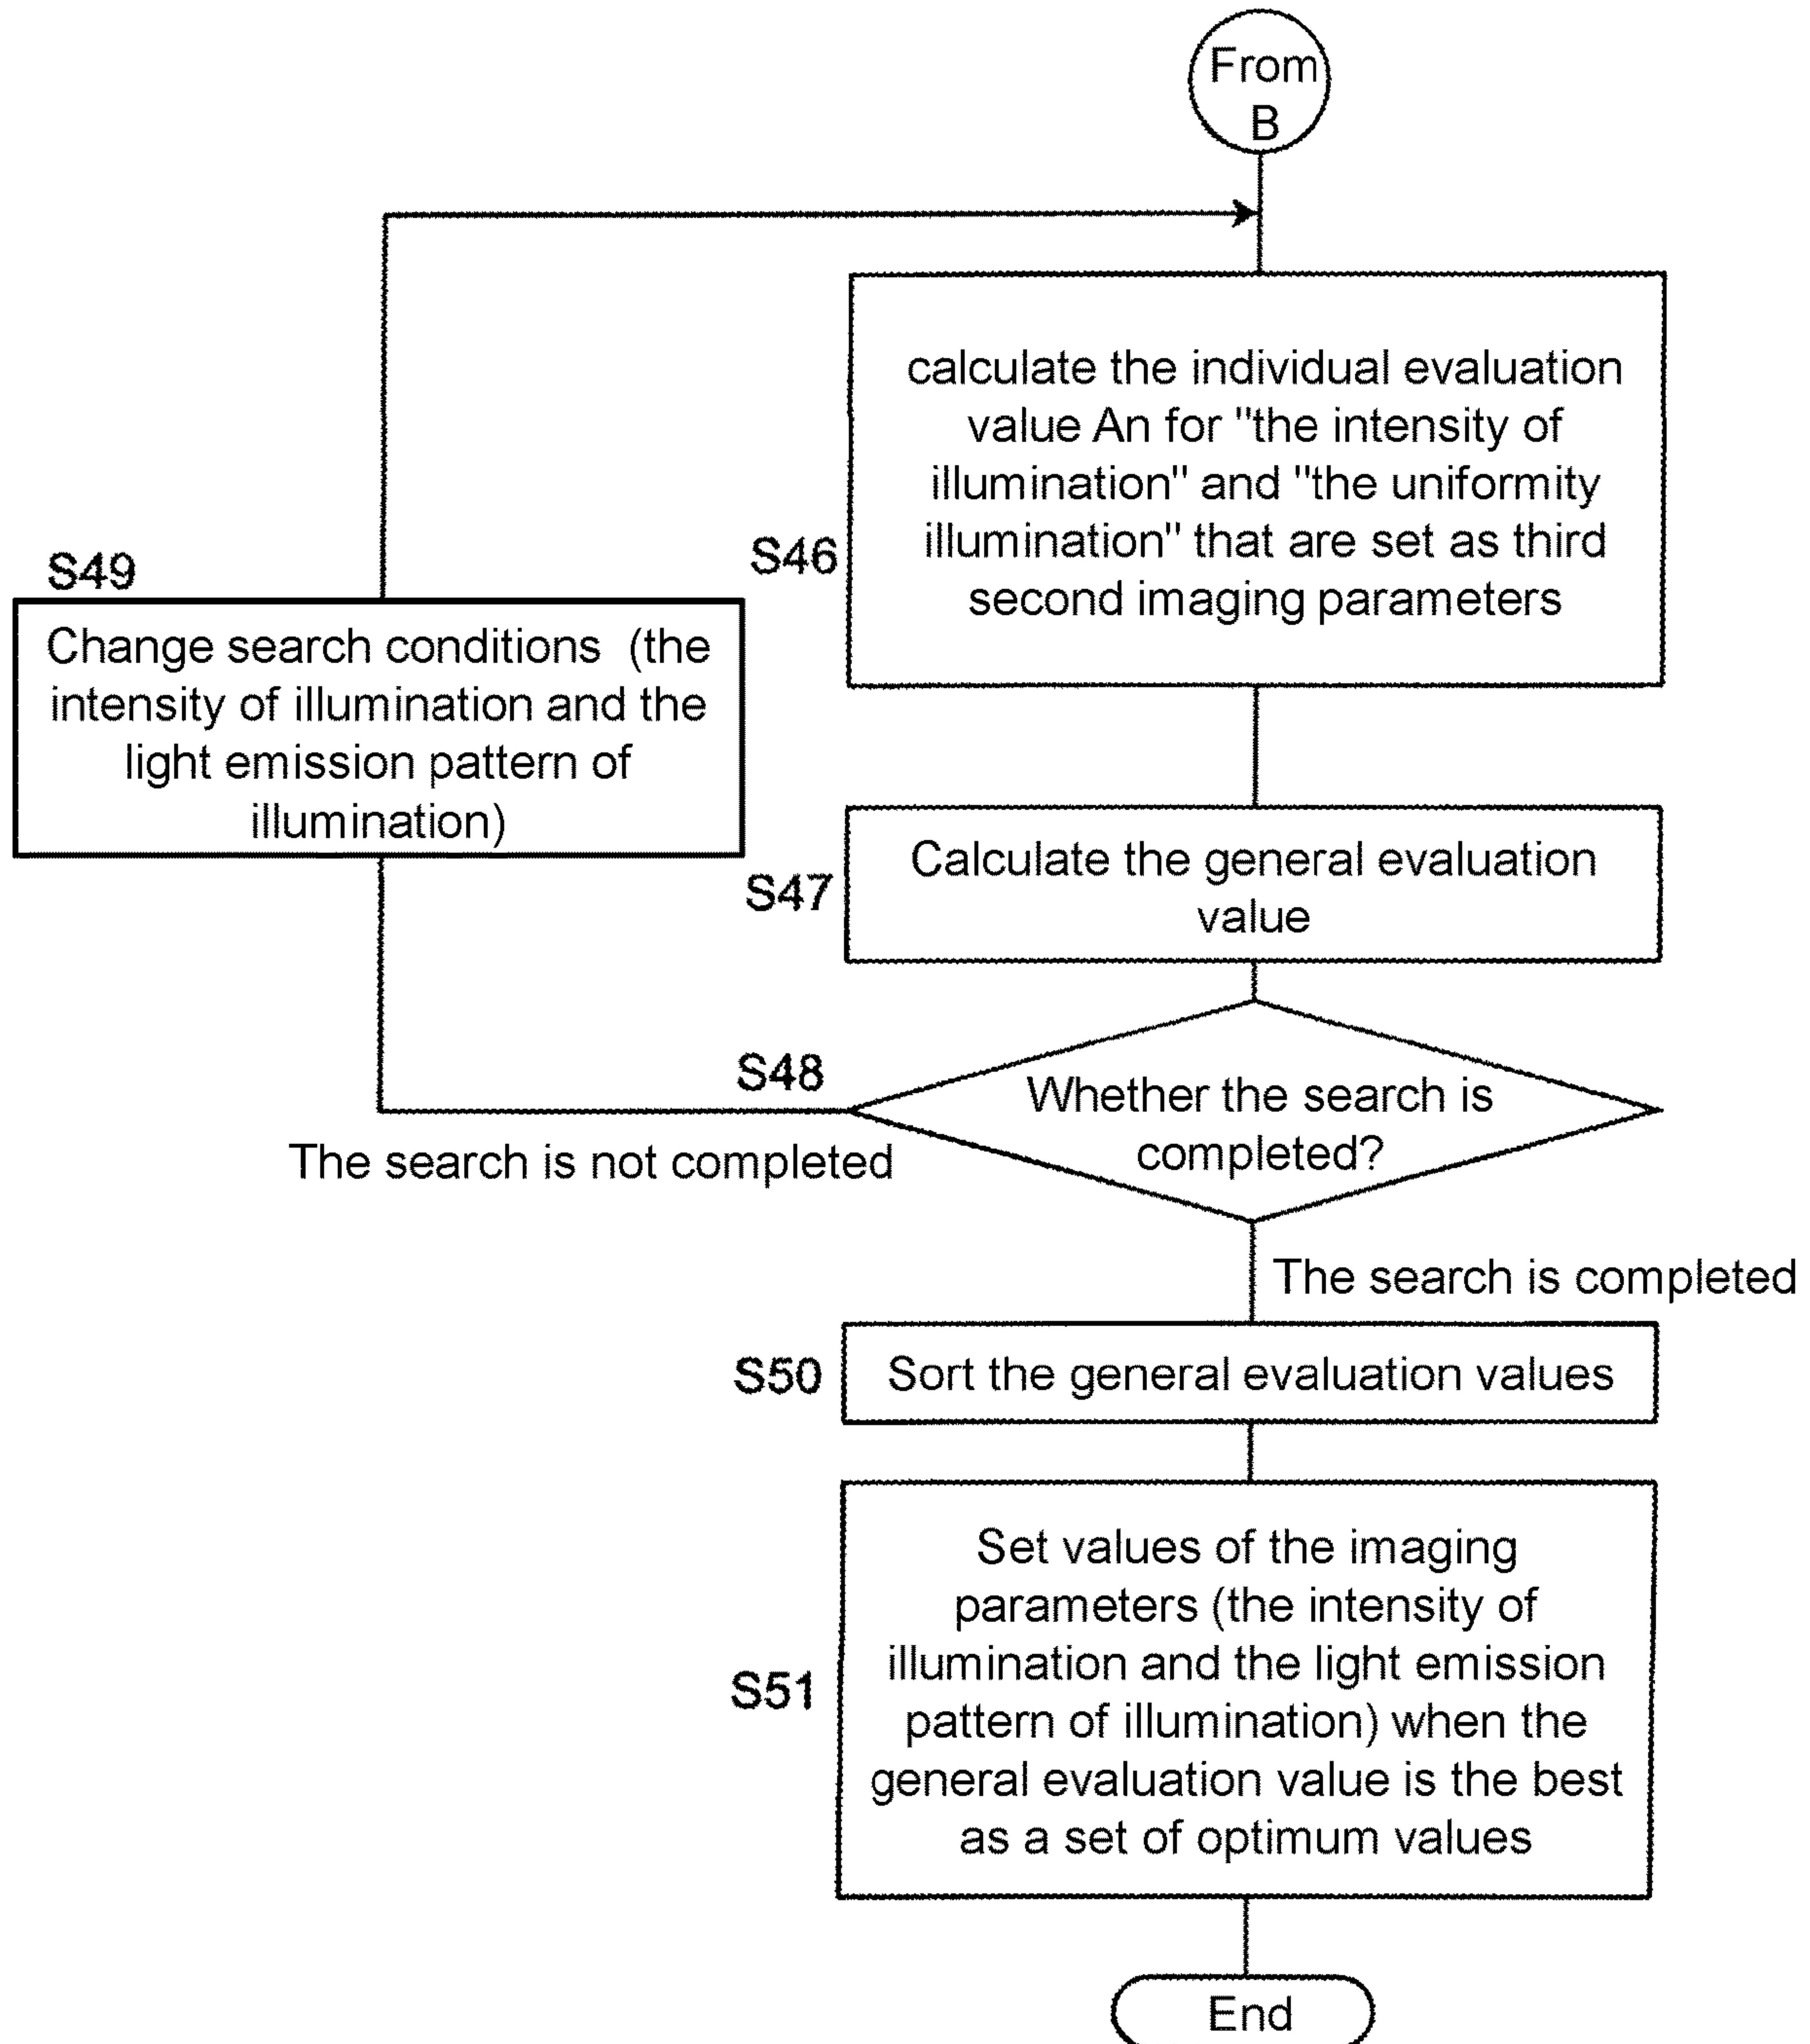 From
B
S46
calculate the individual evaluation
value An for "the intensity of
illumination" and "the uniformity
illumination" that are set as third
second imaging parameters
S49
Change search conditions (the
intensity of illumination and the
light emission pattern of
illumination)
S47
Calculate the general evaluation
value
S48
Whether the search is
completed?
The search is not completed
The search is completed
S50
Sort the general evaluation values
S51
Set values of the imaging
parameters (the intensity of
illumination and the light emission
pattern of illumination) when the
general evaluation value is the best
as a set of optimum values
End